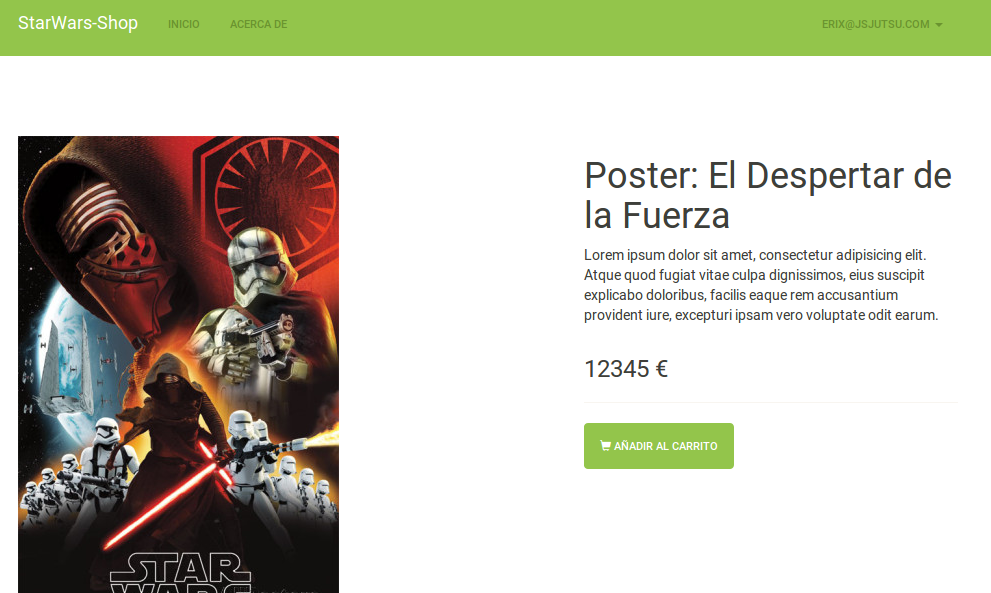 StarWars-Shop INICIO ACERCA DE ERIX@JSJUTSU.COM
Poster: El Despertar de
la Fuerza
Lorem ipsum dolor sit amet, consectetur adipisicing elit.
Atque quod fugiat vitae culpa dignissimos, eius suscipit
explicabo doloribus, facilis eaque rem accusantium
provident iure, excepturi ipsam vero voluptate odit earum.
12345 €
AÑADIR AL CARRITO
STAR
WARS